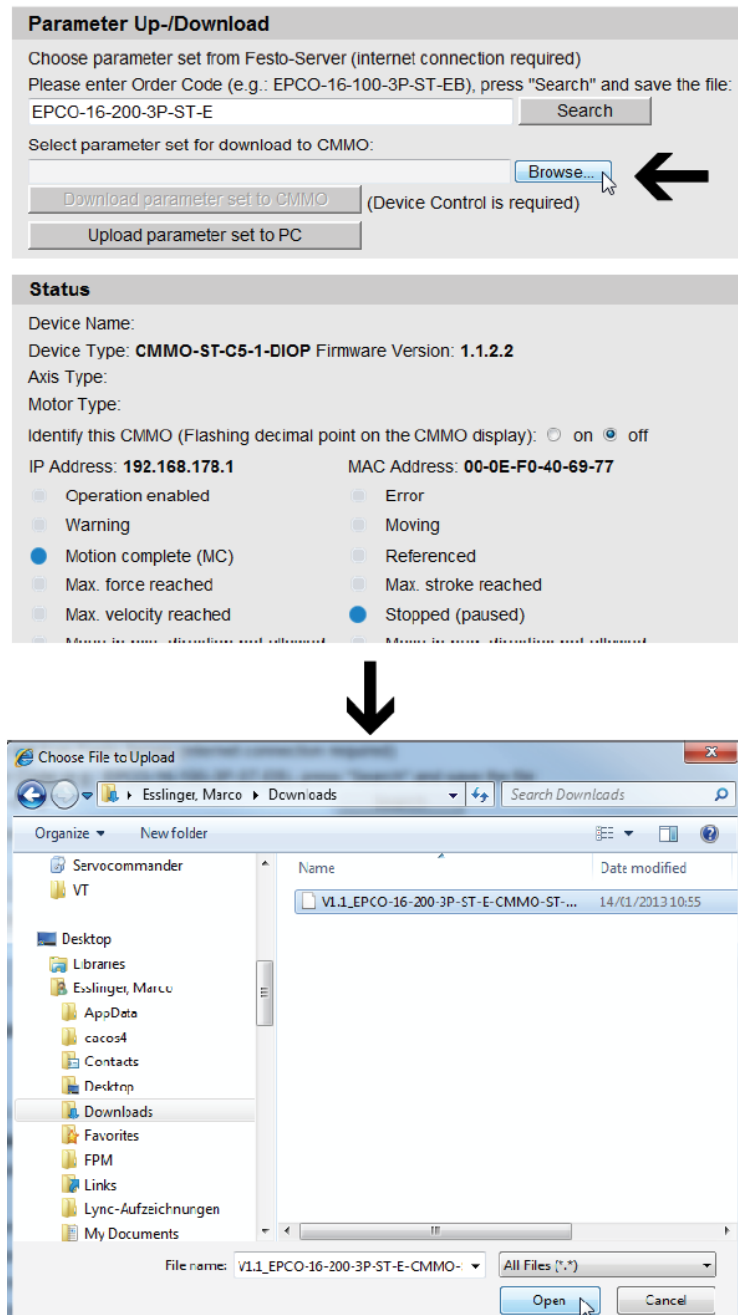 Parameter Up-/Download
Choose parameter set from Festo-Server (internet connection required)
Please enter Order Code (e.g.: EPCO-16-100-3P-ST-EB), press "Search" and save the file:
EPCO-16-200-3P-ST-E Search
Select parameter set for download to CMMO:
Browse...
Download parameter set to CMMO (Device Control is required)
Upload parameter set to PC
Status
Device Name:
Device Type: CMMO-ST-C5-1-DIOP Firmware Version: 1.1.2.2
Axis Type:
Motor Type:
Identify this CMMO (Flashing decimal point on the CMMO display): on off
IP Address: 192.168.178.1 MAC Address: 00-0E-F0-40-69-77
Operation enabled Error
Warning Moving
Motion complete (MC) Referenced
Max. force reached Max. stroke reached
Max. velocity reached Stopped (paused)
Choose File to Upload
Esslinger, Marco Downloads Search Downloads
Organize New folder
Servocommander Name Date modified
VT V1.1_EPCO-16-200-3P-ST-E-CMMO-ST-... 14/01/2013 10:55
Desktop
Libraries
Esslinger, Marco
AppData
cacos4
Contacts
Desktop
Downloads
Favorites
FPM
Links
Lync-Aufzeichnungen
My Documents
File name: V1.1_EPCO-16-200-3P-ST-E-CMMO- All Files (*.*)
Open Cancel